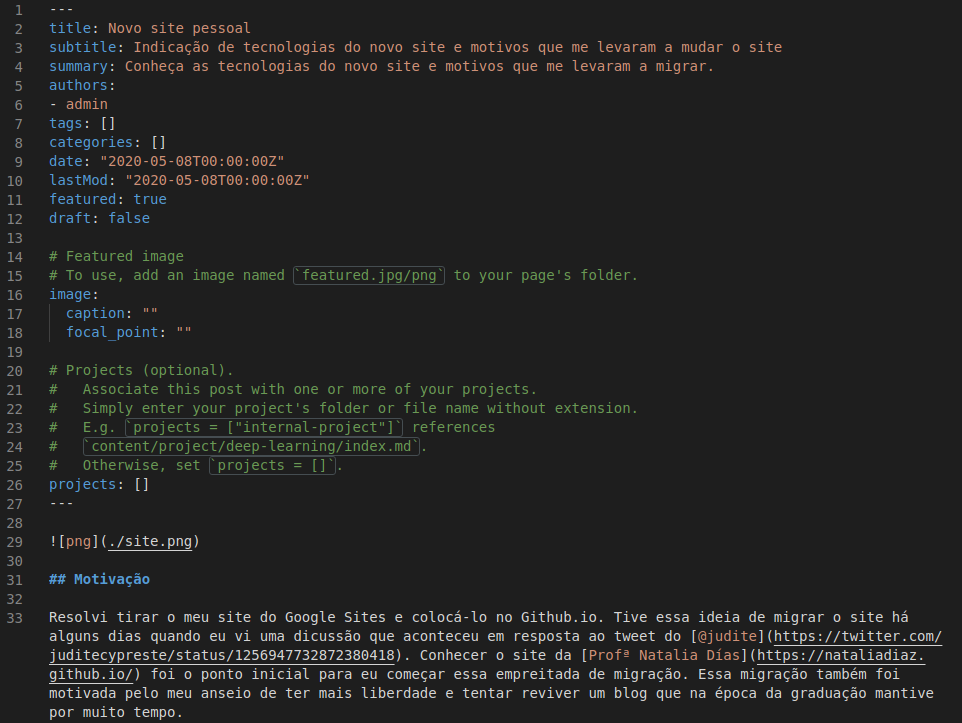 1 ---
2 title: Novo site pessoal
3 subtitle: Indicação de tecnologias do novo site e motivos que me levaram a mudar o site
4 summary: Conheça as tecnologias do novo site e motivos que me levaram a migrar.
5 authors:
6 - admin
7 tags: []
8 categories: []
9 date: "2020-05-08T00:00:00Z"
10 lastMod: "2020-05-08T00:00:00Z"
11 featured: true
12 draft: false
13
14 # Featured image
15 # To use, add an image named `featured.jpg/png` to your page's folder.
16 image:
17   caption: ""
18   focal_point: ""
19
20 # Projects (optional).
21 #   Associate this post with one or more of your projects.
22 #   Simply enter your project's folder or file name without extension.
23 #   E.g. `projects = ["internal-project"]` references
24 #   `content/project/deep-learning/index.md`.
25 #   Otherwise, set `projects = []`.
26 projects: []
27 ---
28
29 ![png](./site.png)
30
31 ## Motivação
32
33 Resolvi tirar o meu site do Google Sites e colocá-lo no Github.io. Tive essa ideia de migrar o site há
alguns dias quando eu vi uma dicussão que aconteceu em resposta ao tweet do [@judite](https://twitter.com/
juditecypreste/status/1256947732872380418). Conhecer o site da [Profª Natalia Días](https://nataliadiaz.
github.io/) foi o ponto inicial para eu começar essa empreitada de migração. Essa migração também foi
motivada pelo meu anseio de ter mais liberdade e tentar reviver um blog que na época da graduação mantive
por muito tempo.